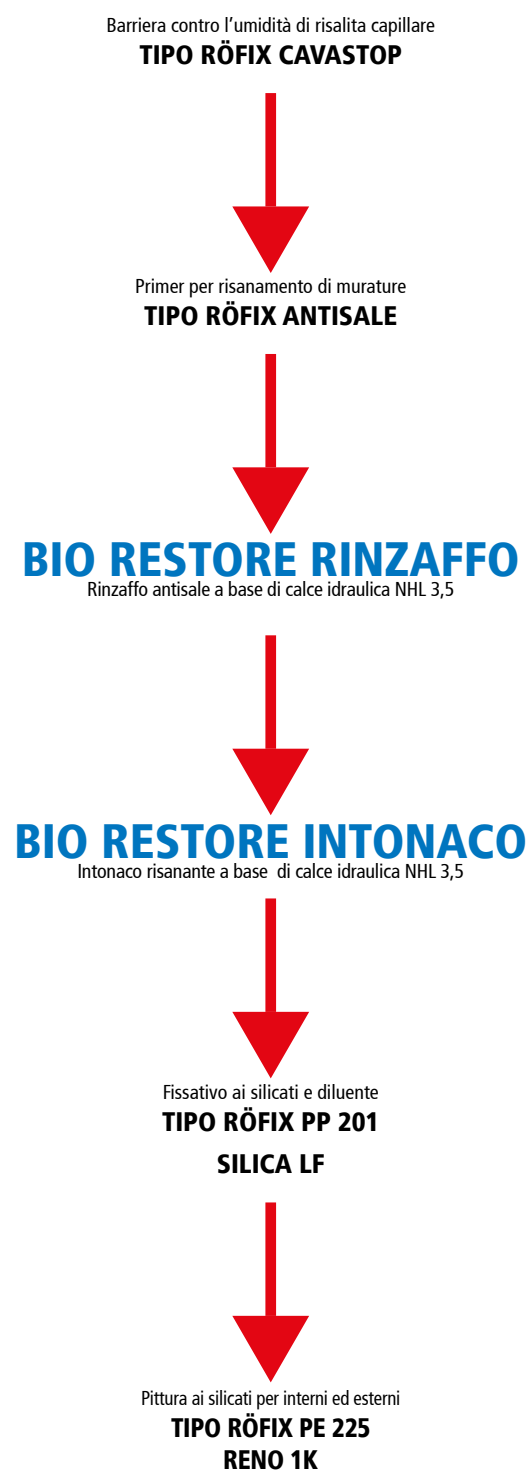 Barriera contro l'umidità di risalita capillare
TIPO RÖFIX CAVASTOP
Primer per risanamento di murature
TIPO RÖFIX ANTISALE
BIO RESTORE RINZAFFO
Rinzaffo antisale a base di calce idraulica NHL 3,5
BIO RESTORE INTONACO
Intonaco risanante a base di calce idraulica NHL 3,5
Fissativo ai silicati e diluente
TIPO RÖFIX PP 201
SILICA LF
Pittura ai silicati per interni ed esterni
TIPO RÖFIX PE 225
RENO 1K